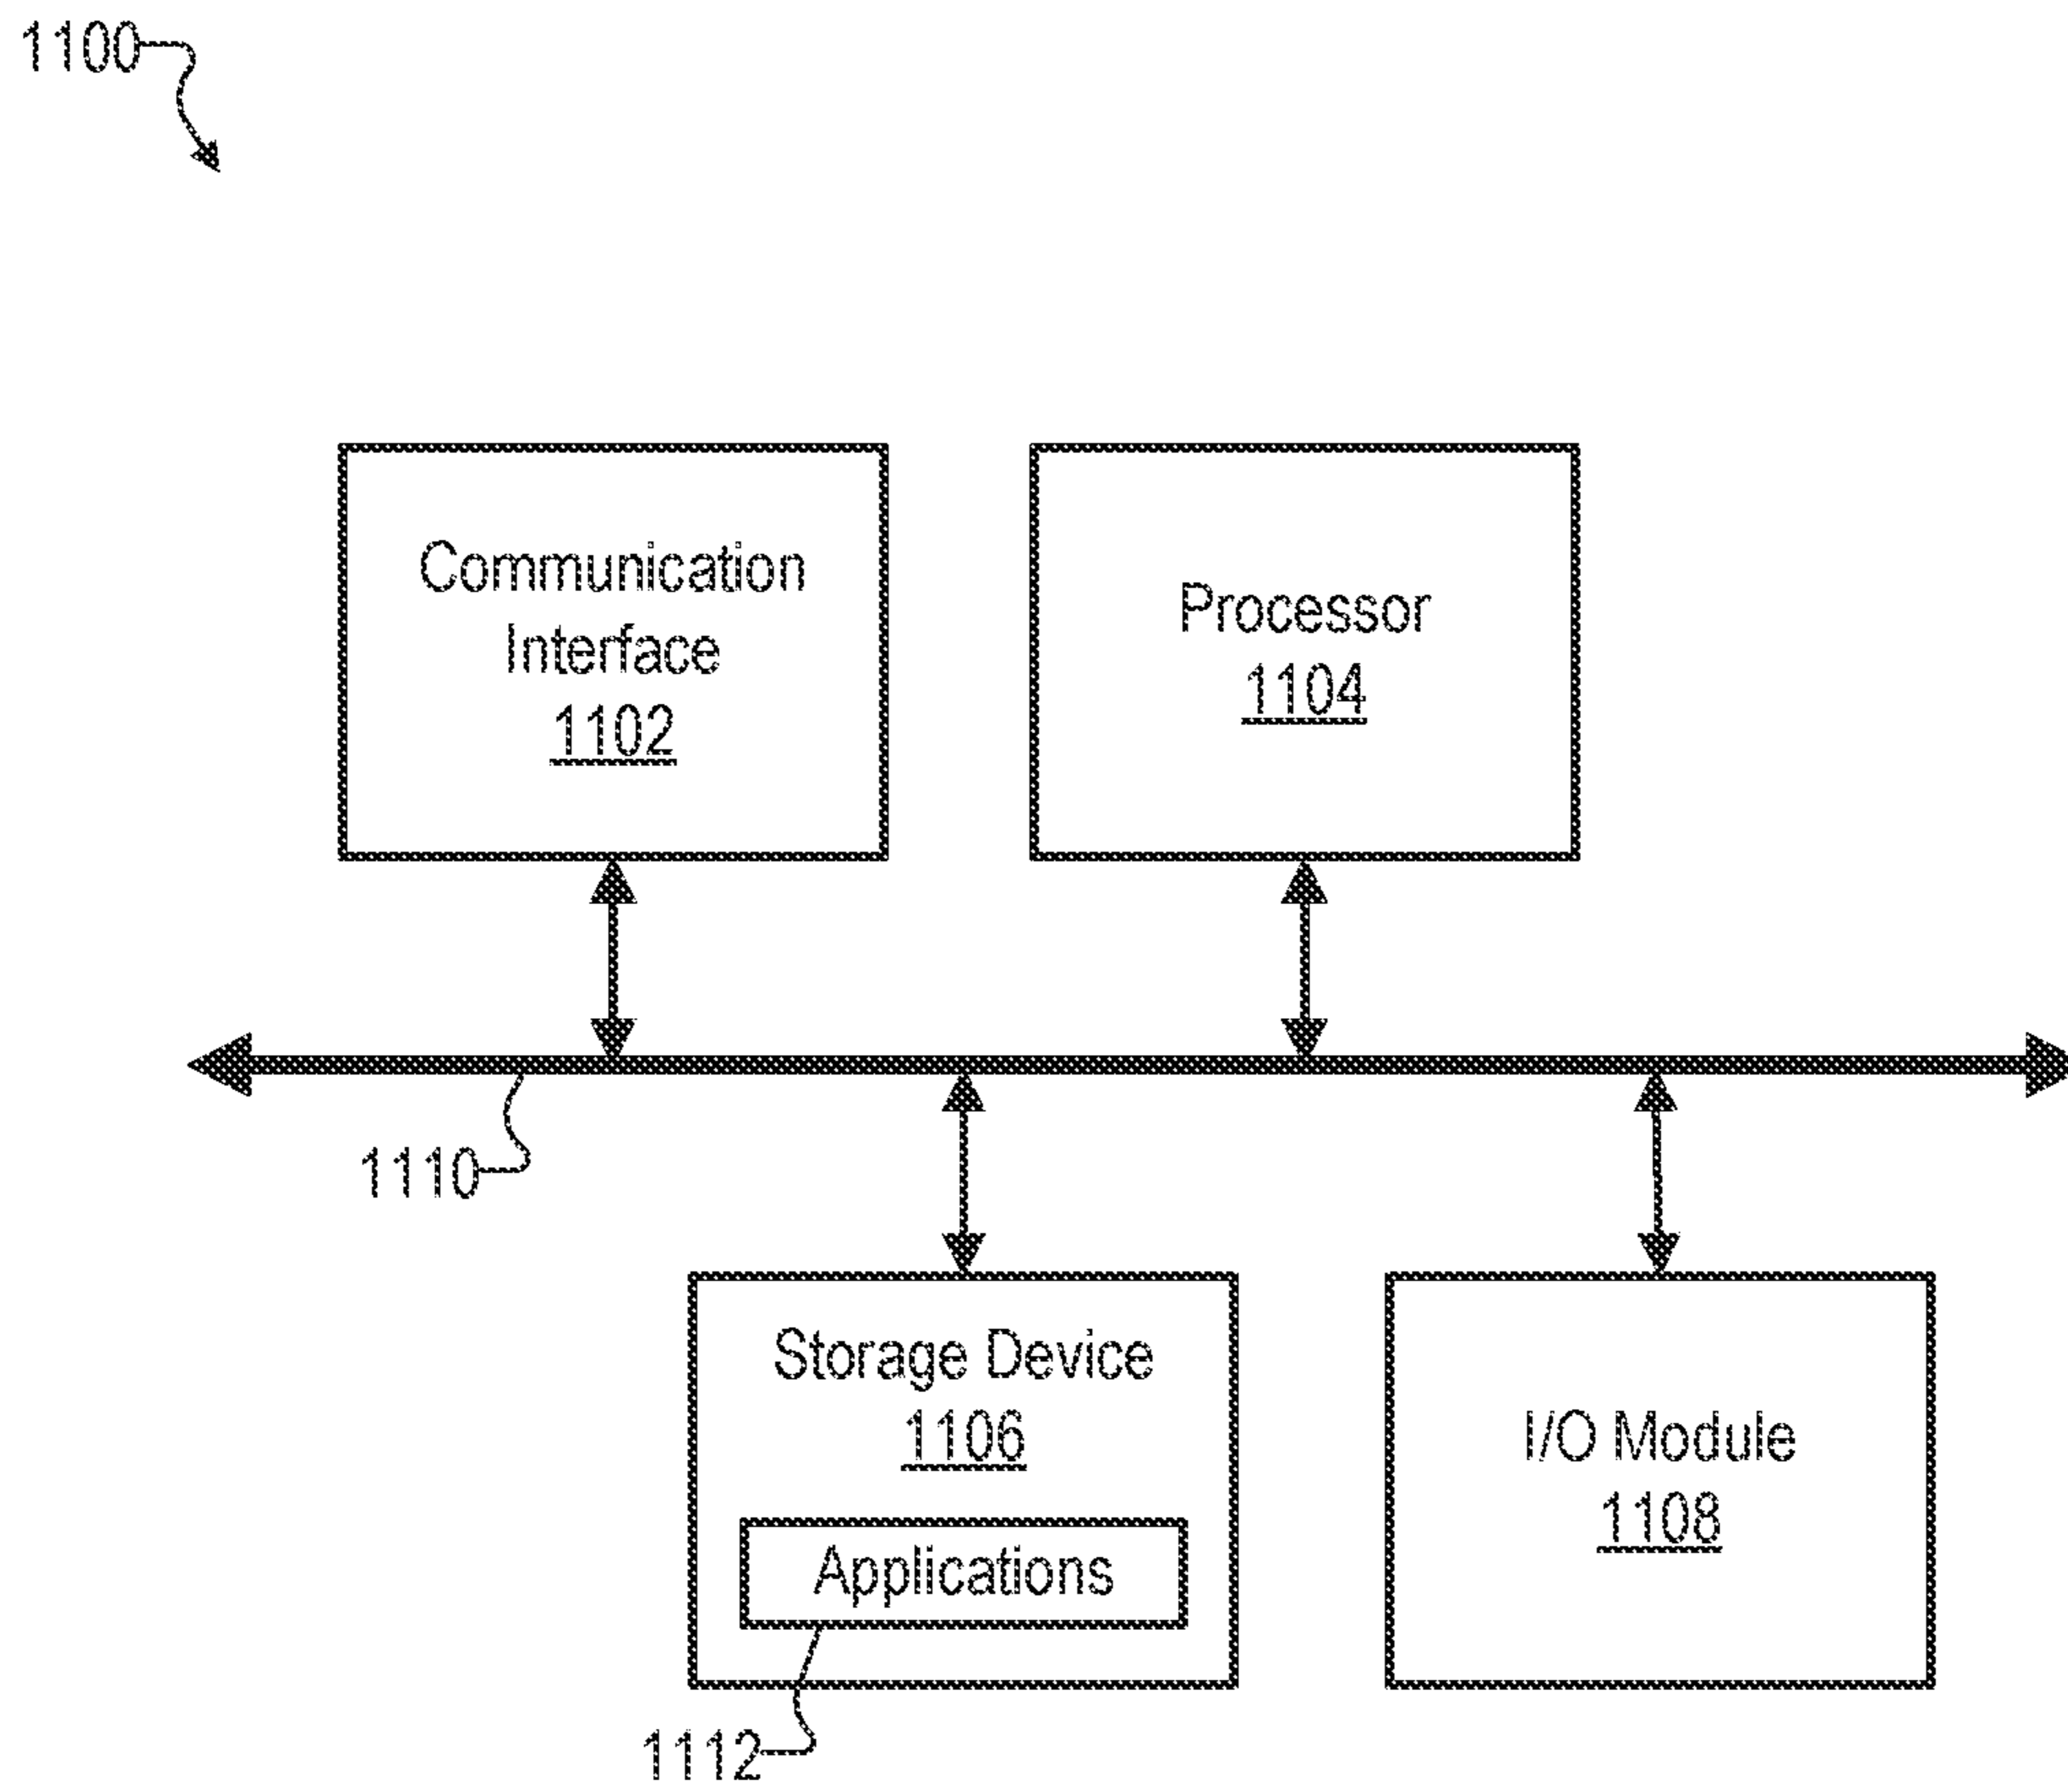 1100
Communication
Interface
1102
Processor
1104
1110
Storage Device
1106
Applications
1112
I/O Module
1108